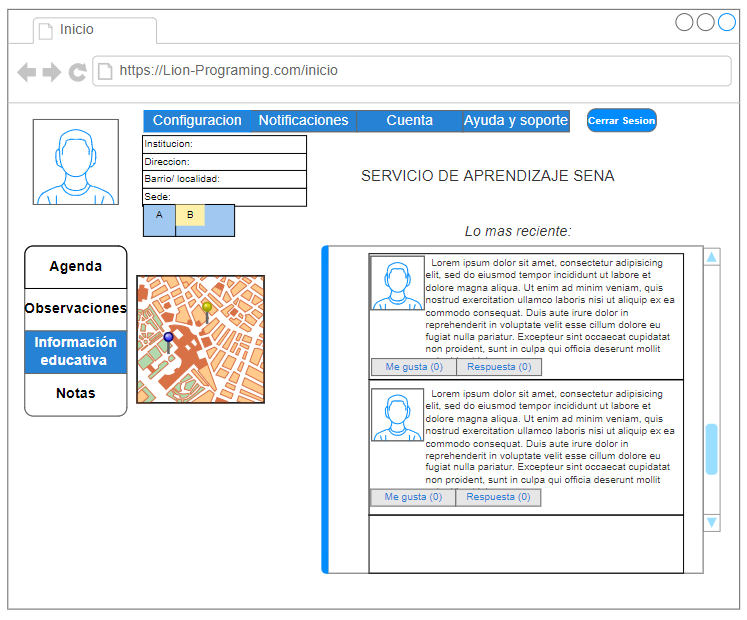 Inicio
https://Lion-Programing.com/inicio
Configuracion Notificaciones Cuenta Ayuda y soporte Cerrar Sesion
Institucion:
Direccion:
Barrio/ localidad:
Sede:
A B
SERVICIO DE APRENDIZAJE SENA
Lo mas reciente:
Agenda
Observaciones
Información
educativa
Notas
Lorem ipsum dolor sit amet, consectetur adipisicing
elit, sed do eiusmod tempor incididunt ut labore et
dolore magna aliqua. Ut enim ad minim veniam, quis
nostrud exercitation ullamco laboris nisi ut aliquip ex ea
commodo consequat. Duis aute irure dolor in
reprehenderit in voluptate velit esse cillum dolore eu
fugiat nulla pariatur. Excepteur sint occaecat cupidatat
non proident, sunt in culpa qui officia deserunt mollit
Me gusta (0) Respuesta (0)
Lorem ipsum dolor sit amet, consectetur adipisicing
elit, sed do eiusmod tempor incididunt ut labore et
dolore magna aliqua. Ut enim ad minim veniam, quis
nostrud exercitation ullamco laboris nisi ut aliquip ex ea
commodo consequat. Duis aute irure dolor in
reprehenderit in voluptate velit esse cillum dolore eu
fugiat nulla pariatur. Excepteur sint occaecat cupidatat
non proident, sunt in culpa qui officia deserunt mollit
Me gusta (0) Respuesta (0)